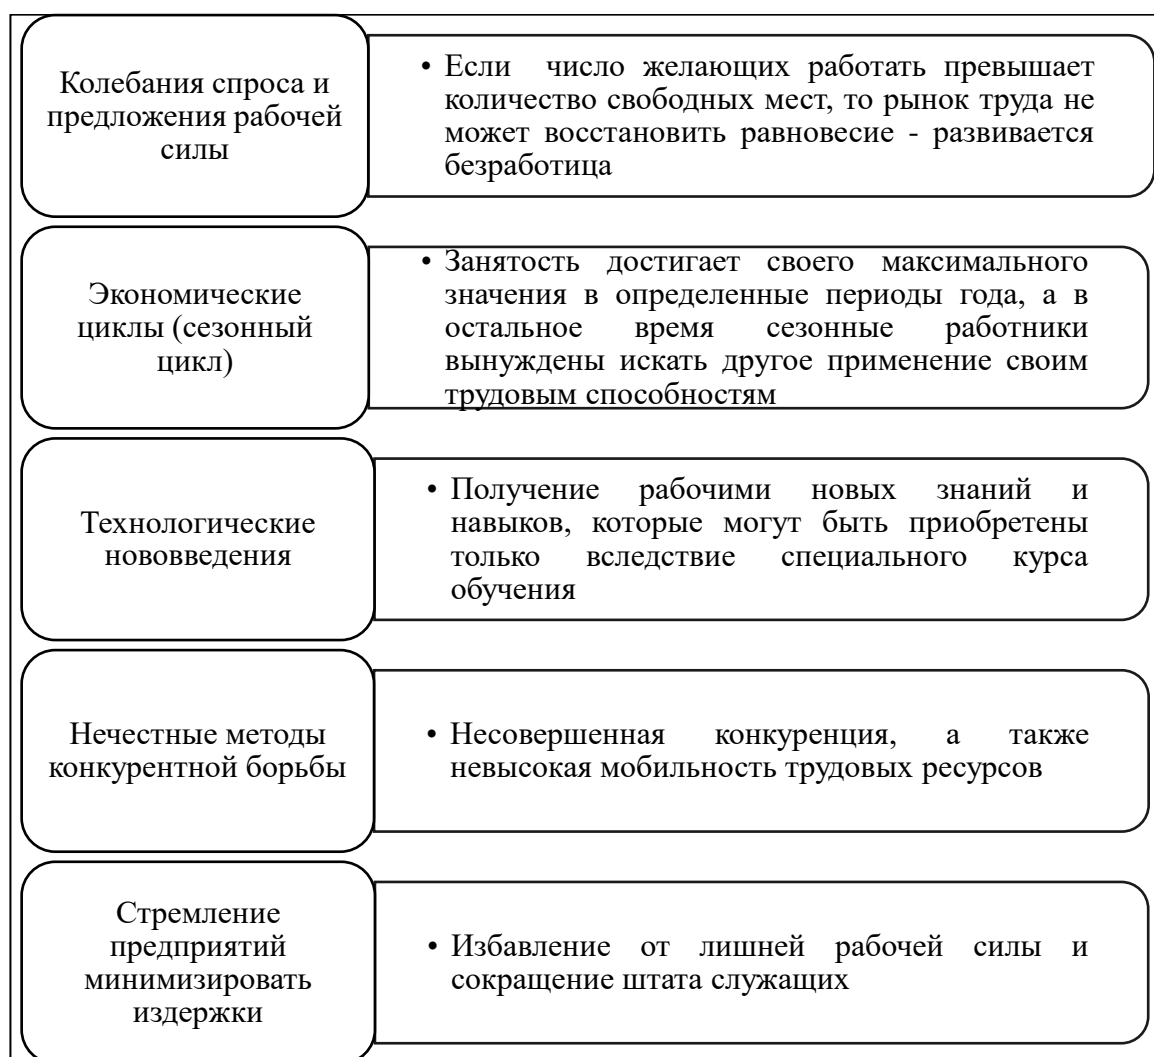 Колебания спроса и
предложения рабочей
силы
• Если число желающих работать превышает
количество свободных мест, то рынок труда не
может восстановить равновесие - развивается
безработица
Экономические
циклы (сезонный
цикл)
• Занятость достигает своего максимального
значения в определенные периоды года, а в
остальное время сезонные работники
вынуждены искать другое применение своим
трудовым способностям
Технологические
нововведения
• Получение рабочими новых знаний и
навыков, которые могут быть приобретены
только вследствие специального курса
обучения
Нечестные методы
конкурентной борьбы
• Несовершенная конкуренция, а также
невысокая мобильность трудовых ресурсов
Стремление
предприятий
минимизировать
издержки
• Избавление от лишней рабочей силы и
сокращение штата служащих